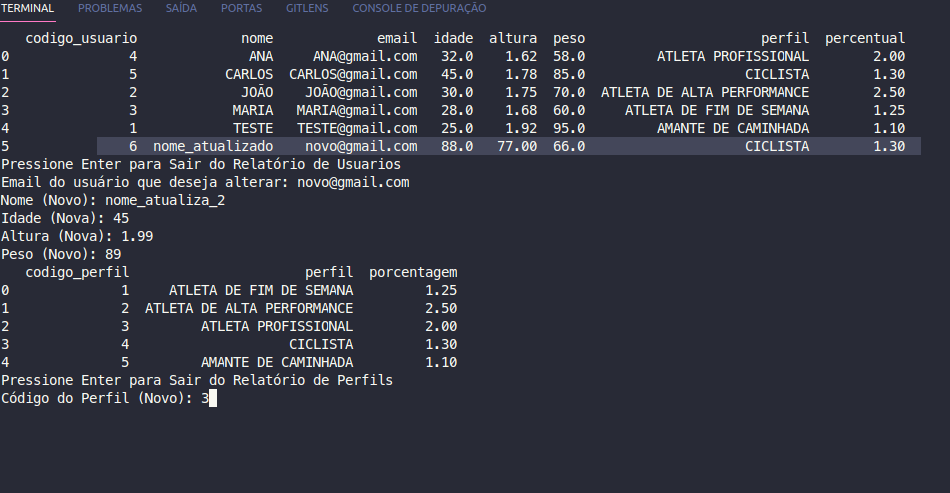 TERMINAL PROBLEMAS SAÍDA PORTAS GITLENS CONSOLE DE DEPURAÇÃO
codigo_usuario nome email idade altura peso perfil percentual
0 4 ANA ANA@gmail.com 32.0 1.62 58.0 ATLETA PROFISSIONAL 2.00
1 5 CARLOS CARLOS@gmail.com 45.0 1.78 85.0 CICLISTA 1.30
2 2 JOÃO JOÃO@gmail.com 30.0 1.75 70.0 ATLETA DE ALTA PERFORMANCE 2.50
3 3 MARIA MARIA@gmail.com 28.0 1.68 60.0 ATLETA DE FIM DE SEMANA 1.25
4 1 TESTE TESTE@gmail.com 25.0 1.92 95.0 AMANTE DE CAMINHADA 1.10
5 6 nome_atualizado novo@gmail.com 88.0 77.00 66.0 CICLISTA 1.30
Pressione Enter para Sair do Relatório de Usuarios
Email do usuário que deseja alterar: novo@gmail.com
Nome (Novo): nome_atualiza_2
Idade (Nova): 45
Altura (Nova): 1.99
Peso (Novo): 89
codigo_perfil perfil porcentagem
0 1 ATLETA DE FIM DE SEMANA 1.25
1 2 ATLETA DE ALTA PERFORMANCE 2.50
2 3 ATLETA PROFISSIONAL 2.00
3 4 CICLISTA 1.30
4 5 AMANTE DE CAMINHADA 1.10
Pressione Enter para Sair do Relatório de Perfils
Código do Perfil (Novo): 3